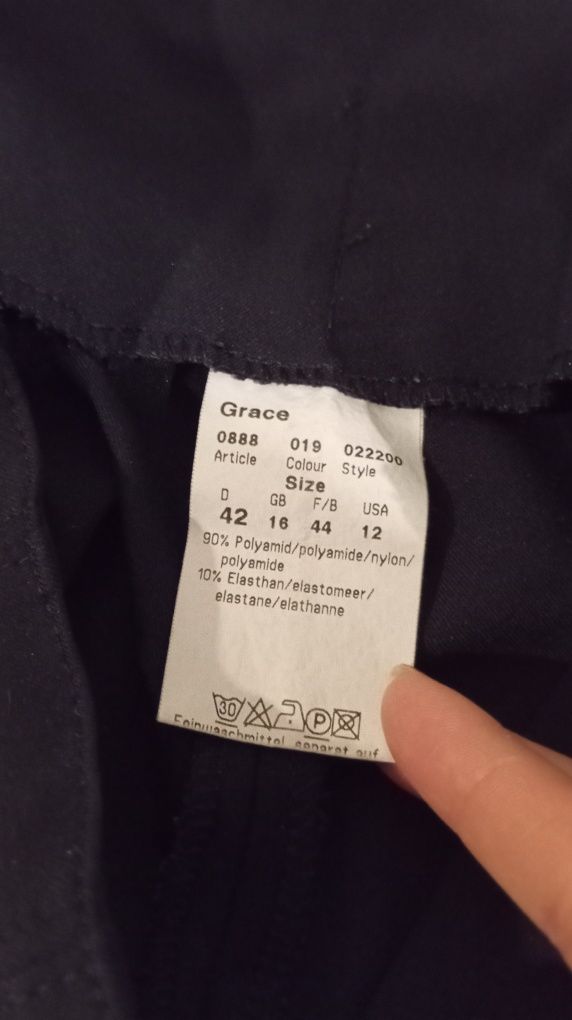 Grace
0888 019 022200
Article Colour Style
Size
D GB F/B USA
42 16 44 12
90% Polyamid/polyamide/nylon/
polyamide
10% Elasthan/elastomeer/
elastane/elathanne
30 P
Feinwaschmittel separat auf